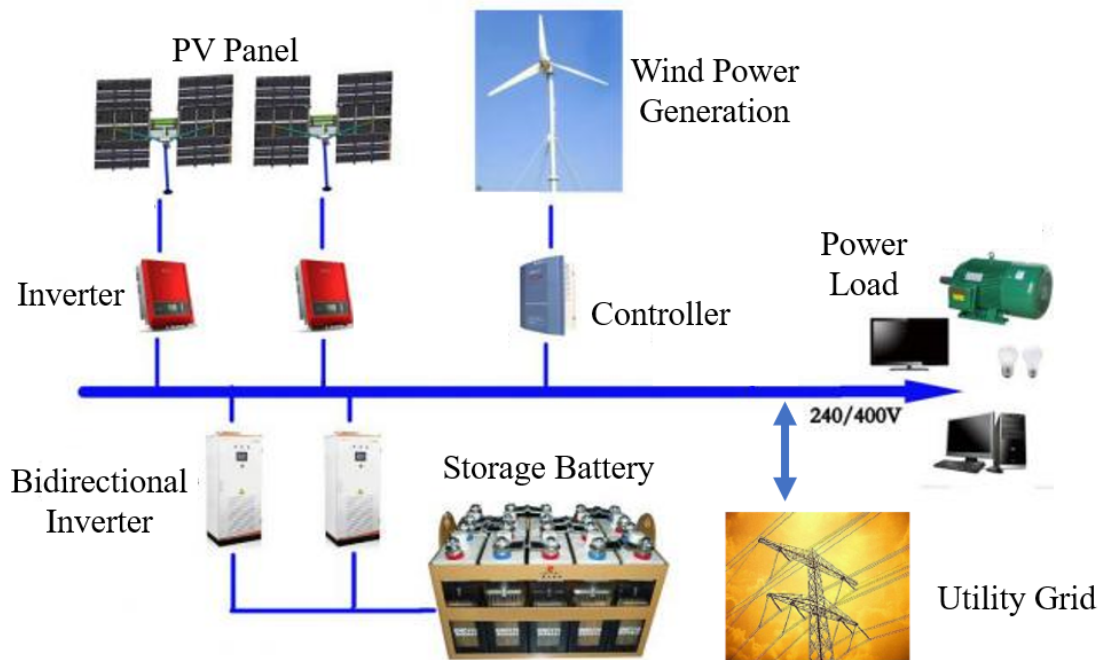 PV Panel
Wind Power
Generation
Inverter
Controller
Power
Load
240/400V
Bidirectional
Inverter
Storage Battery
Utility Grid